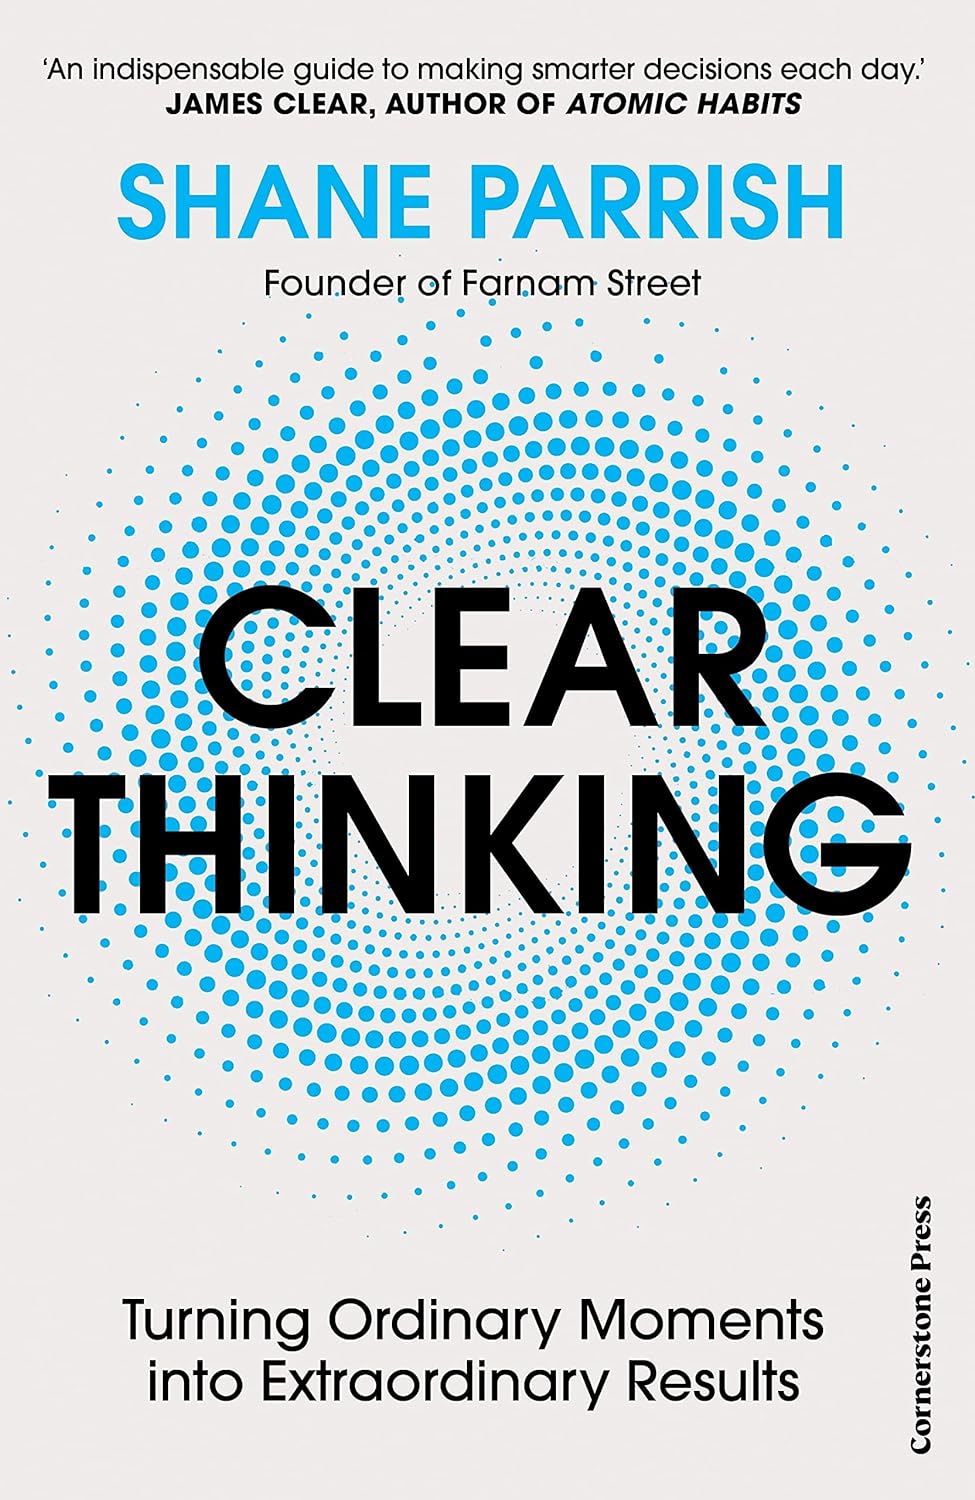 ‘An indispensable guide to making smarter decisions each day.’
JAMES CLEAR, AUTHOR OF ATOMIC HABITS
SHANE PARRISH
Founder of Farnam Street
CLEAR
THINKING
Turning Ordinary Moments
into Extraordinary Results
Cornerstone Press